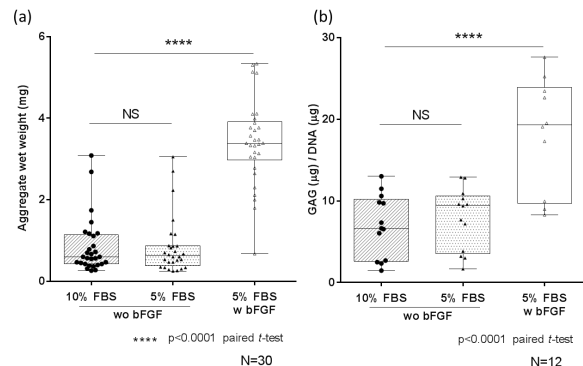 (a)
Aggregate wet weight (mg)
6
4
2
0
****
NS
10% FBS
5% FBS
5% FBS
w bFGF
wo bFGF
**** p<0.0001 paired t-test
N=30
(b)
GAG (µg) / DNA (µg)
30
20
10
0
****
NS
10% FBS
5% FBS
5% FBS
w bFGF
wo bFGF
p<0.0001 paired t-test
N=12